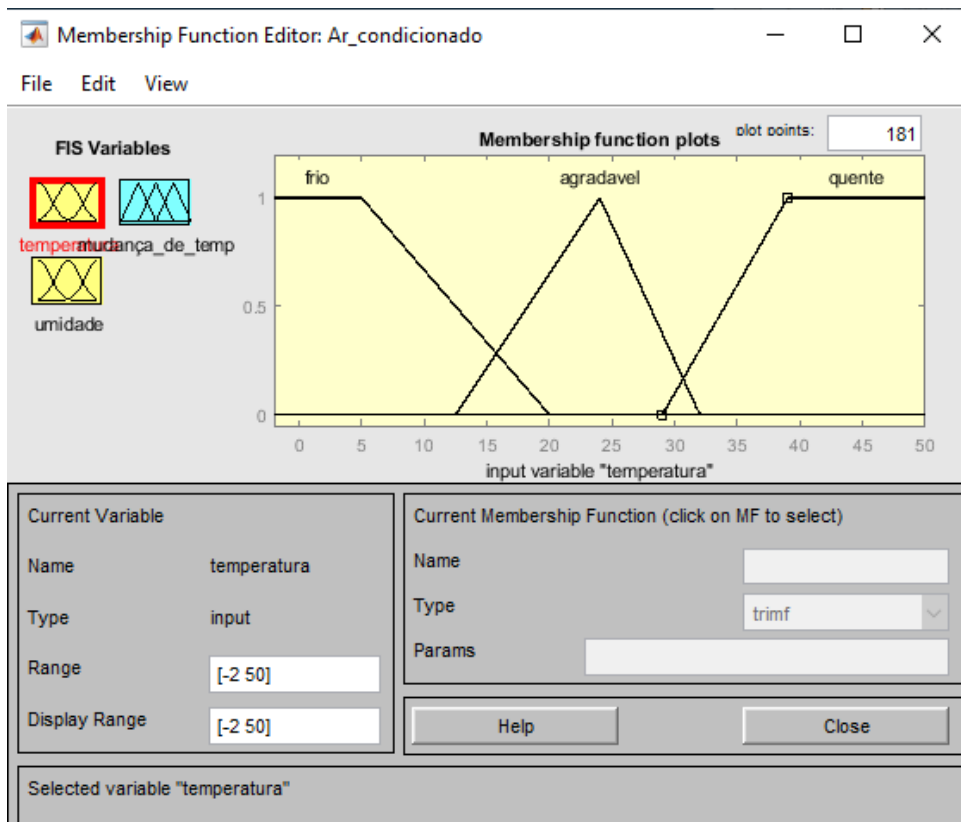 Membership Function Editor: Ar_condicionado
File Edit View
FIS Variables
temperatura
mudança_de_temp
umidade
Membership function plots
plot points: 181
frio agradavel quente
1
0.5
0
0 5 10 15 20 25 30 35 40 45 50
input variable "temperatura"
Current Variable
Name temperatura
Type input
Range [-2 50]
Display Range [-2 50]
Current Membership Function (click on MF to select)
Name
Type trimf
Params
Help Close
Selected variable "temperatura"